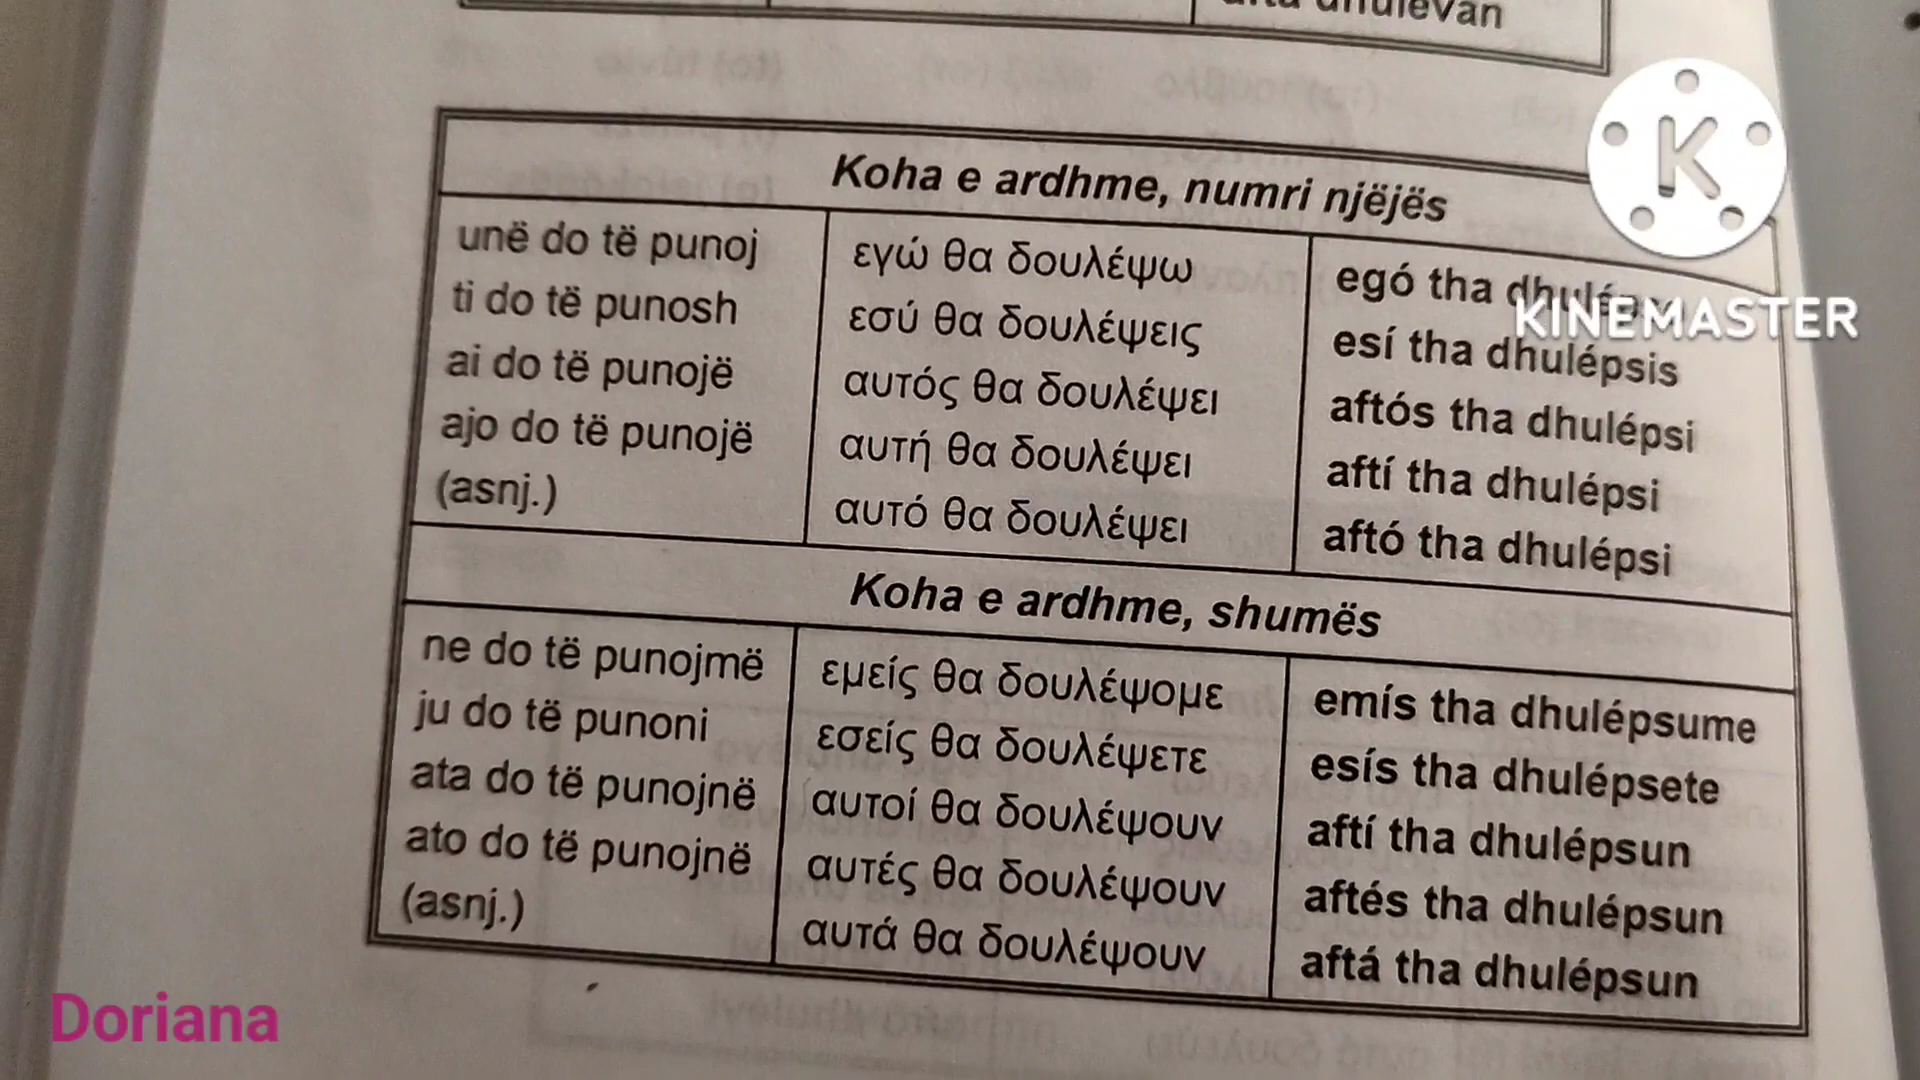 dhulévan
Koha e ardhme, numri njëjës
unë do të punoj εγώ θα δουλέψω egó tha
ti do të punosh εσύ θα δουλέψεις esí tha dhulépsis
ai do të punojë αυτός θα δουλέψει aftós tha dhulépsi
ajo do të punojë αυτή θα δουλέψει aftí tha dhulépsi
(asnj.) αυτό θα δουλέψει aftó tha dhulépsi
Koha e ardhme, shumës
ne do të punojmë εμείς θα δουλέψομε emís tha dhulépsume
ju do të punoni εσείς θα δουλέψετε esís tha dhulépsete
ata do të punojnë αυτοί θα δουλέψουν aftí tha dhulépsun
ato do të punojnë αυτές θα δουλέψουν aftés tha dhulépsun
(asnj.) αυτά θα δουλέψουν aftá tha dhulépsun
K
KINEMASTER
Doriana